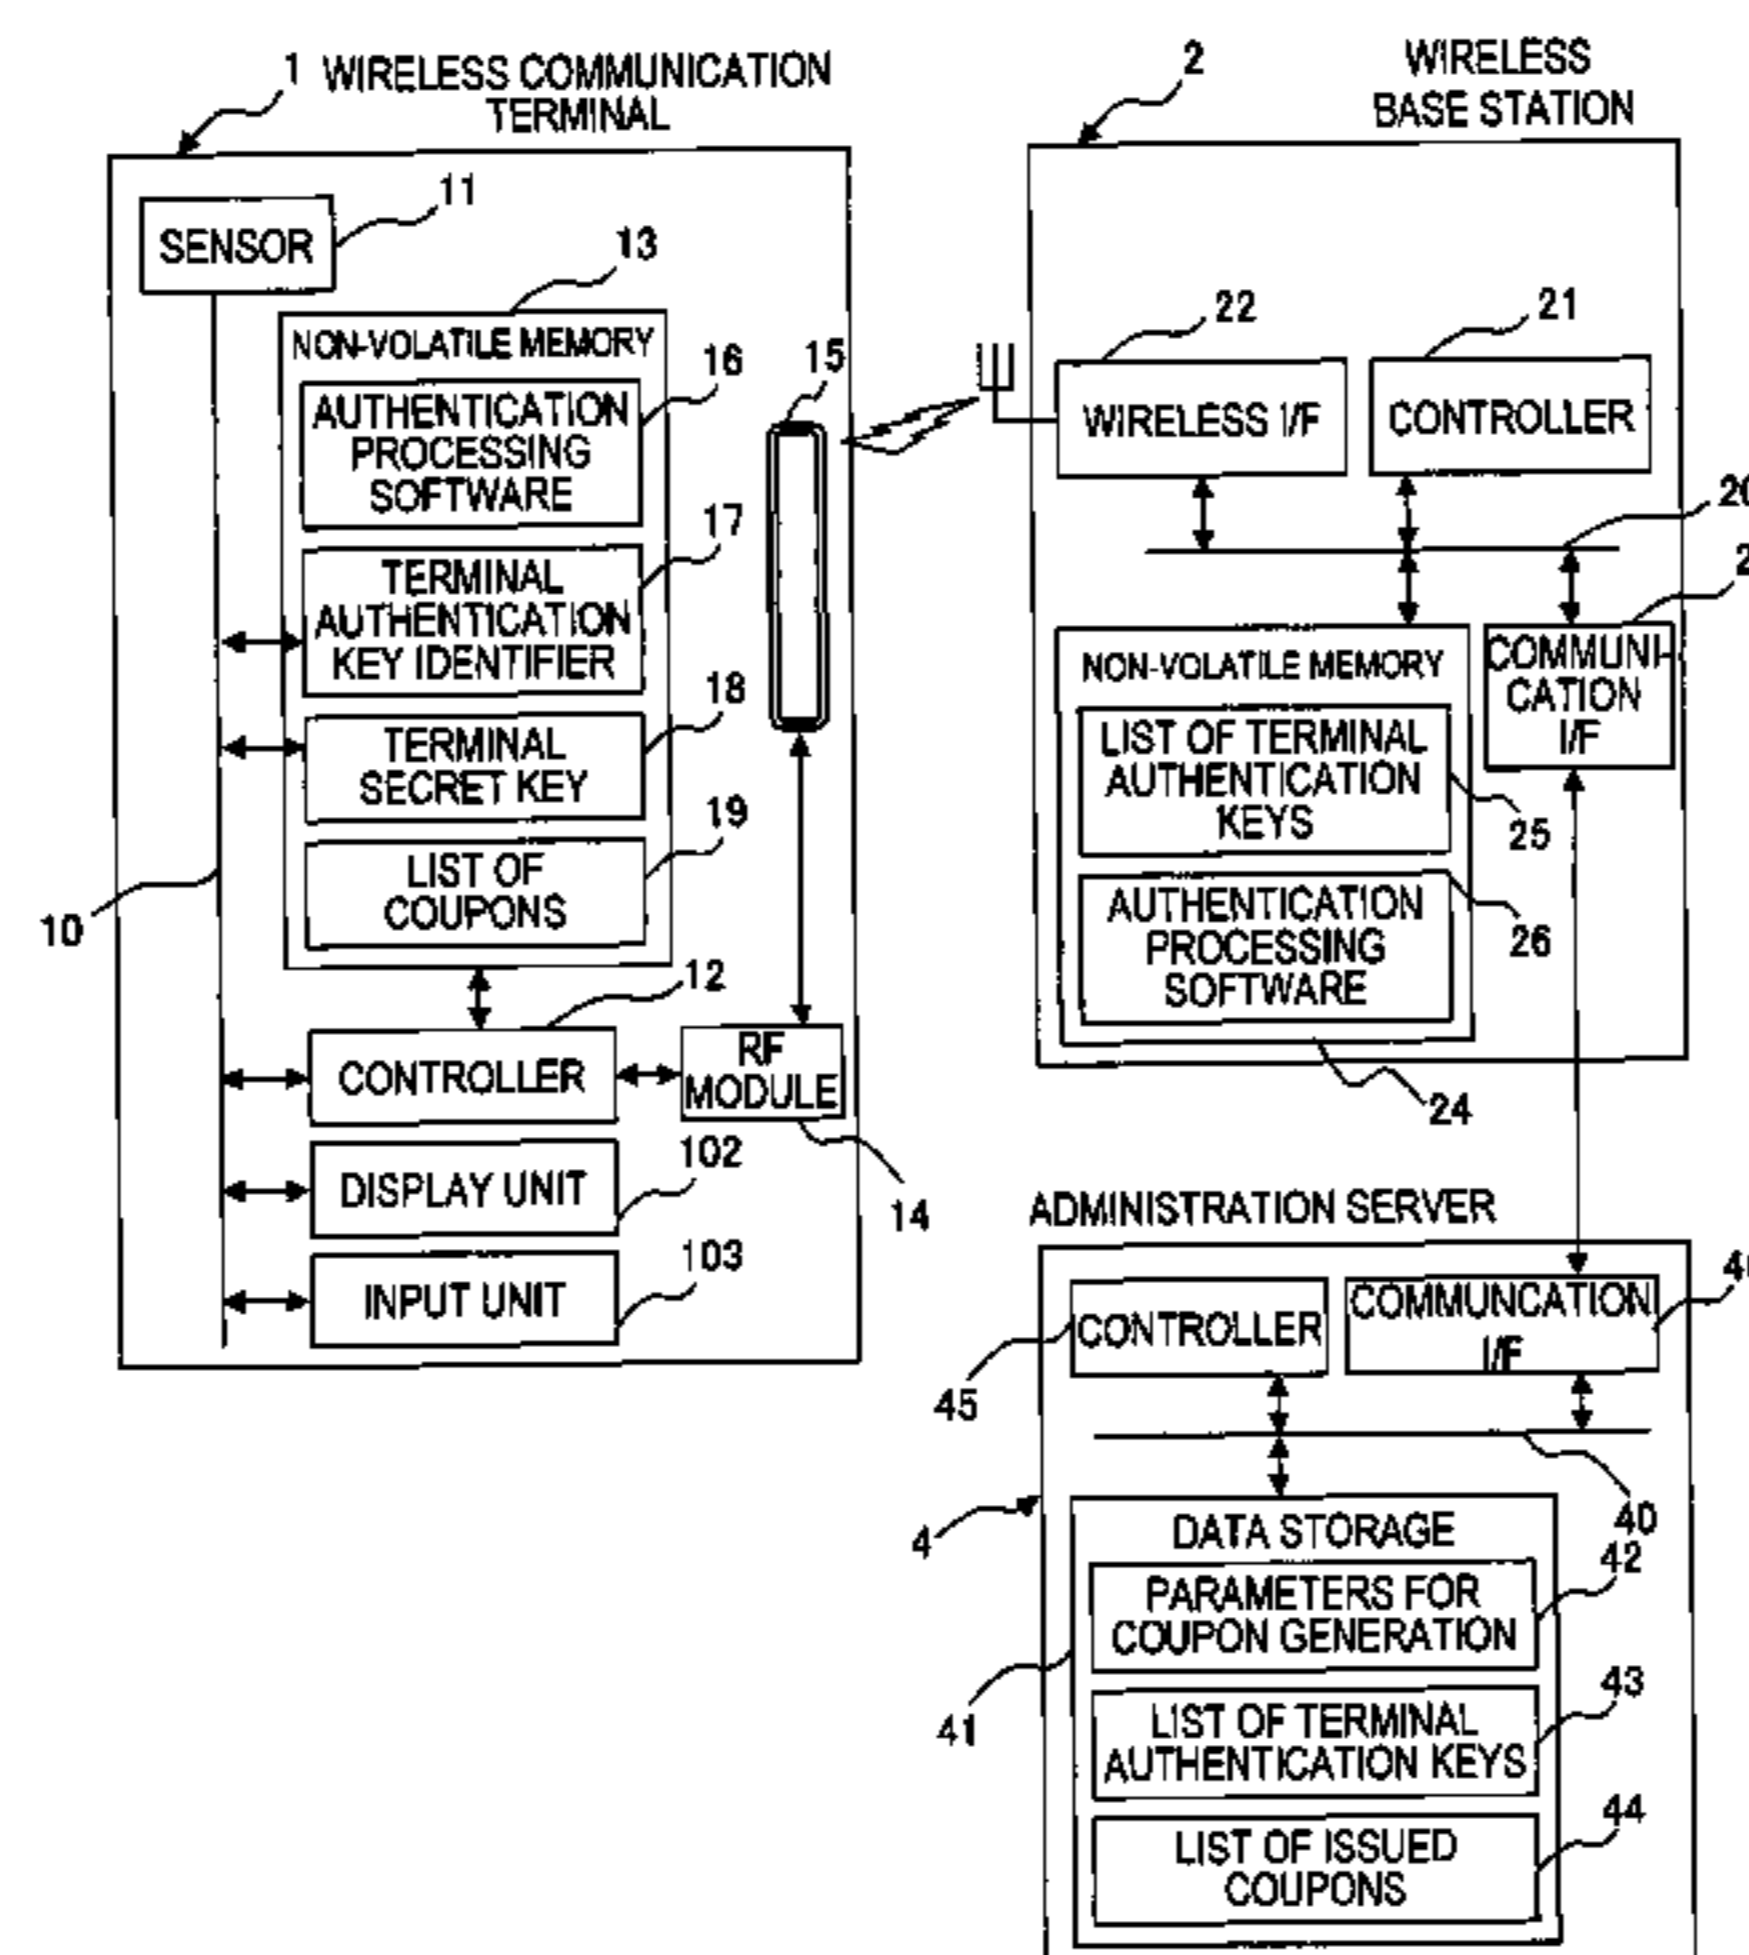 1 WIRELESS COMMUNICATION
TERMINAL
11
SENSOR
13
NON-VOLATILE MEMORY
16
AUTHENTICATION
PROCESSING
SOFTWARE
15
17
TERMINAL
AUTHENTICATION
KEY IDENTIFIER
18
TERMINAL
SECRET KEY
19
LIST OF
COUPONS
10
12
CONTROLLER
RF
MODULE
14
102
DISPLAY UNIT
103
INPUT UNIT
2
WIRELESS
BASE STATION
22
21
WIRELESS I/F
CONTROLLER
20
COMMUNI-
CATION
I/F
NON-VOLATILE MEMORY
LIST OF TERMINAL
AUTHENTICATION
KEYS
25
AUTHENTICATION
PROCESSING
SOFTWARE
26
24
ADMINISTRATION SERVER
CONTROLLER
45
COMMUNCATION
I/F
40
4
41
DATA STORAGE
42
PARAMETERS FOR
COUPON GENERATION
43
LIST OF TERMINAL
AUTHENTICATION KEYS
44
LIST OF ISSUED
COUPONS